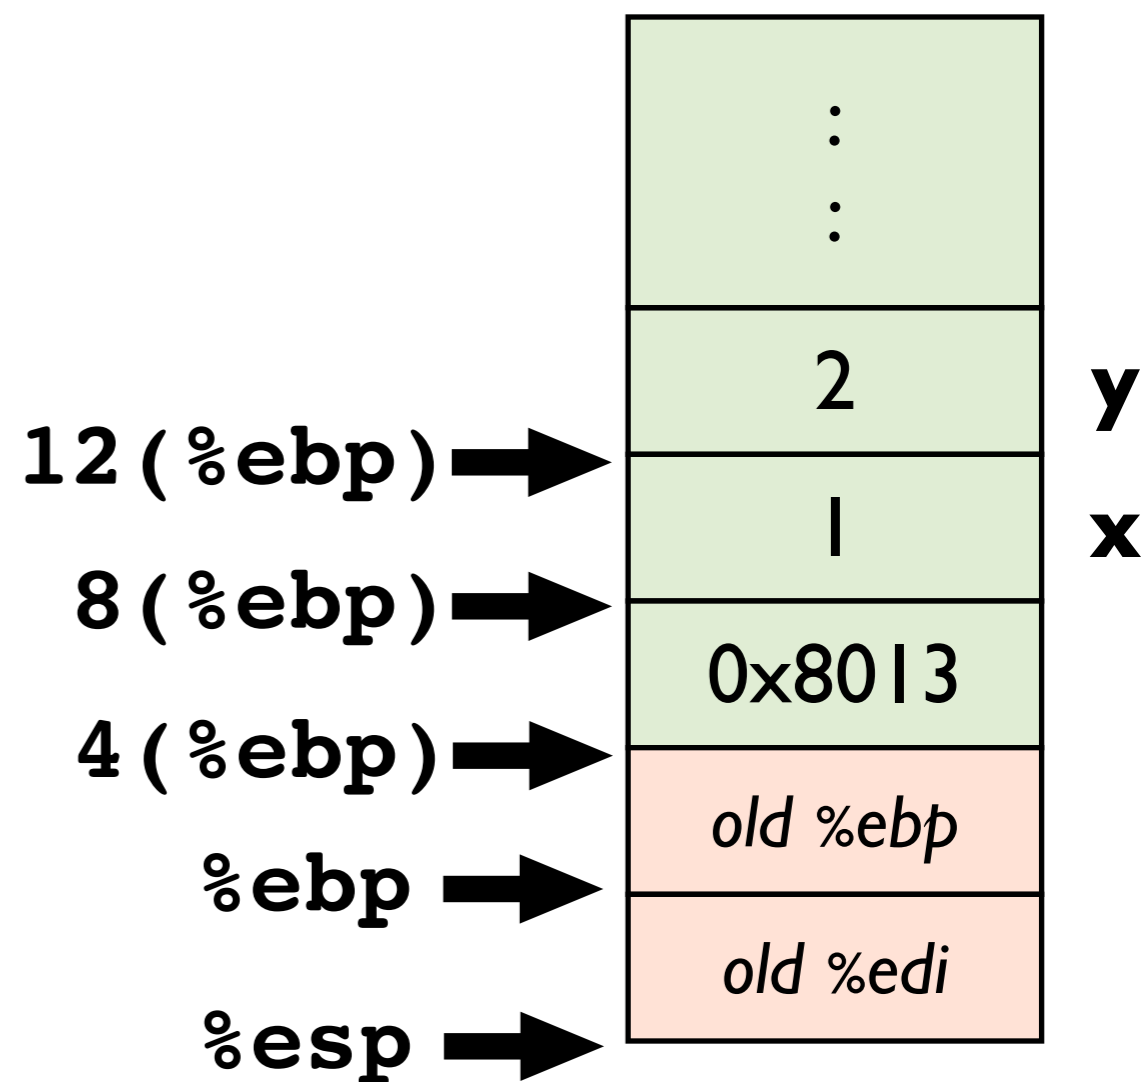 2
y
12(%ebp)
1
x
8(%ebp)
0x8013
4(%ebp)
old %ebp
%ebp
old %edi
%esp